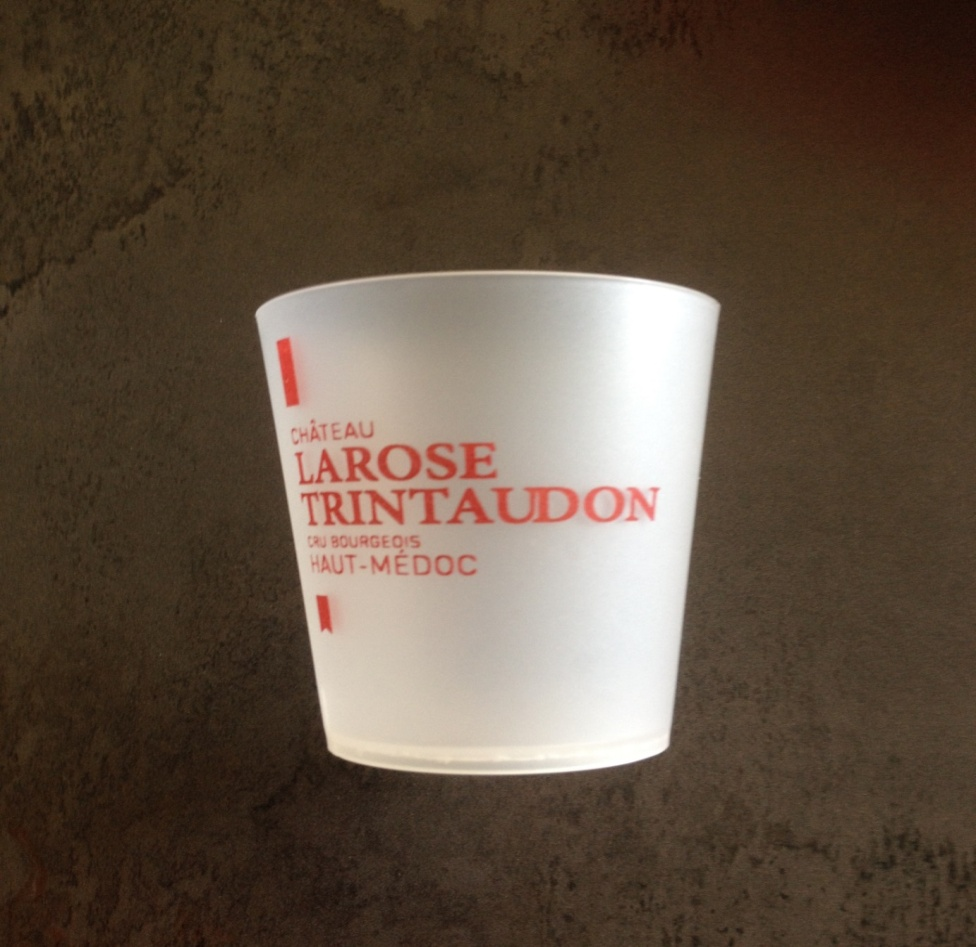 CHÂTEAU
LAROSE
TRINTAUDON
CRU BOURGEOIS
HAUT-MÉDOC